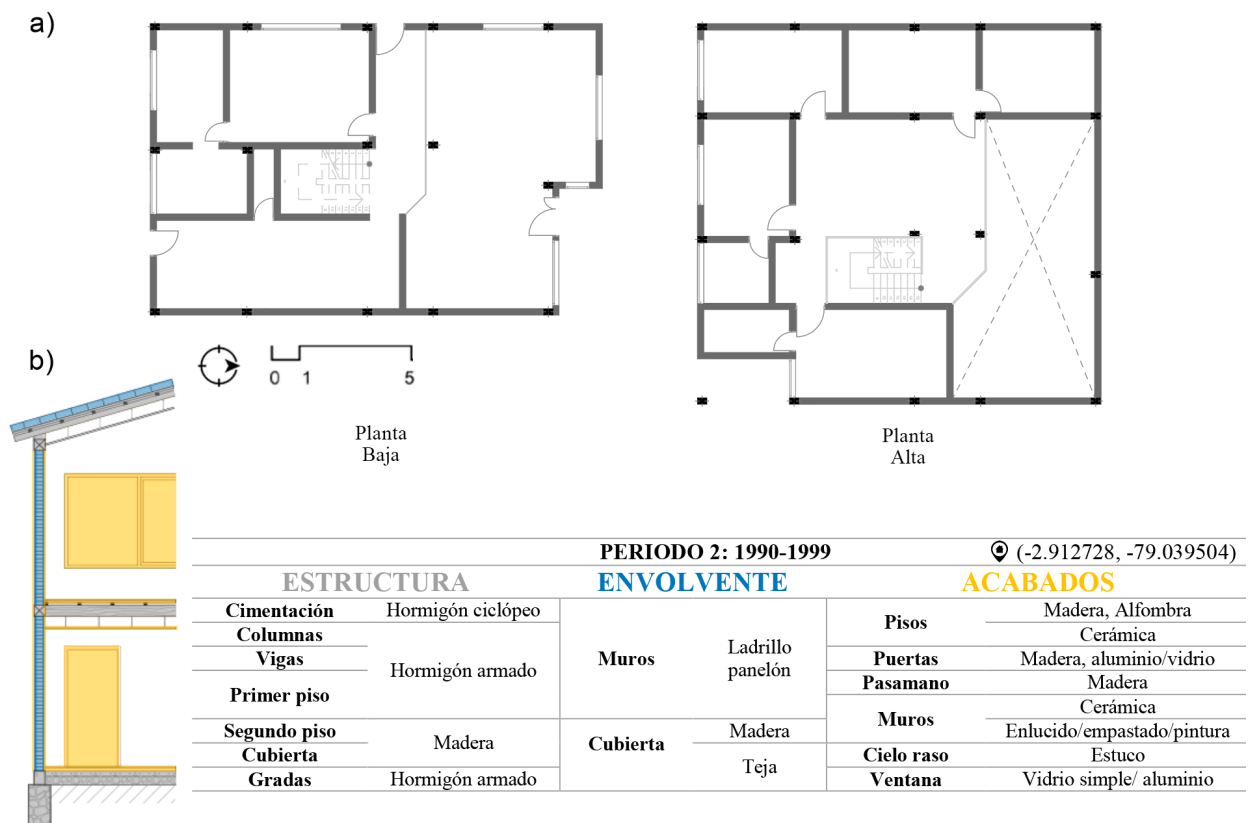 a)
b)
0 1 5
Planta
Baja
Planta
Alta
PERIODO 2: 1990-1999 (-2.912728, -79.039504)
ESTRUCTURA ENVOLVENTE ACABADOS
Cimentación Hormigón ciclópeo
Columnas
Vigas
Primer piso
Hormigón armado
Segundo piso
Cubierta
Madera
Gradas Hormigón armado
Muros Ladrillo
panelón
Cubierta Madera
Teja
Pisos Madera, Alfombra
Cerámica
Puertas Madera, aluminio/vidrio
Pasamano Madera
Muros Cerámica
Enlucido/empastado/pintura
Cielo raso Estuco
Ventana Vidrio simple/ aluminio